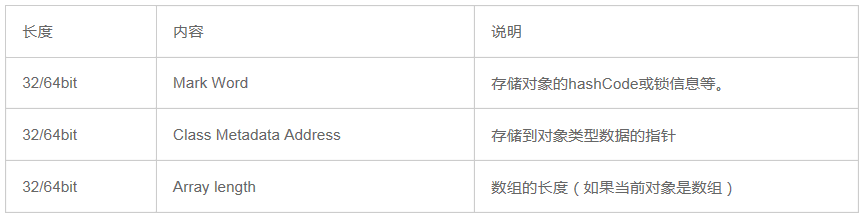 长度 内容 说明
32/64bit Mark Word 存储对象的hashCode或锁信息等。
32/64bit Class Metadata Address 存储到对象类型数据的指针
32/64bit Array length 数组的长度（如果当前对象是数组）